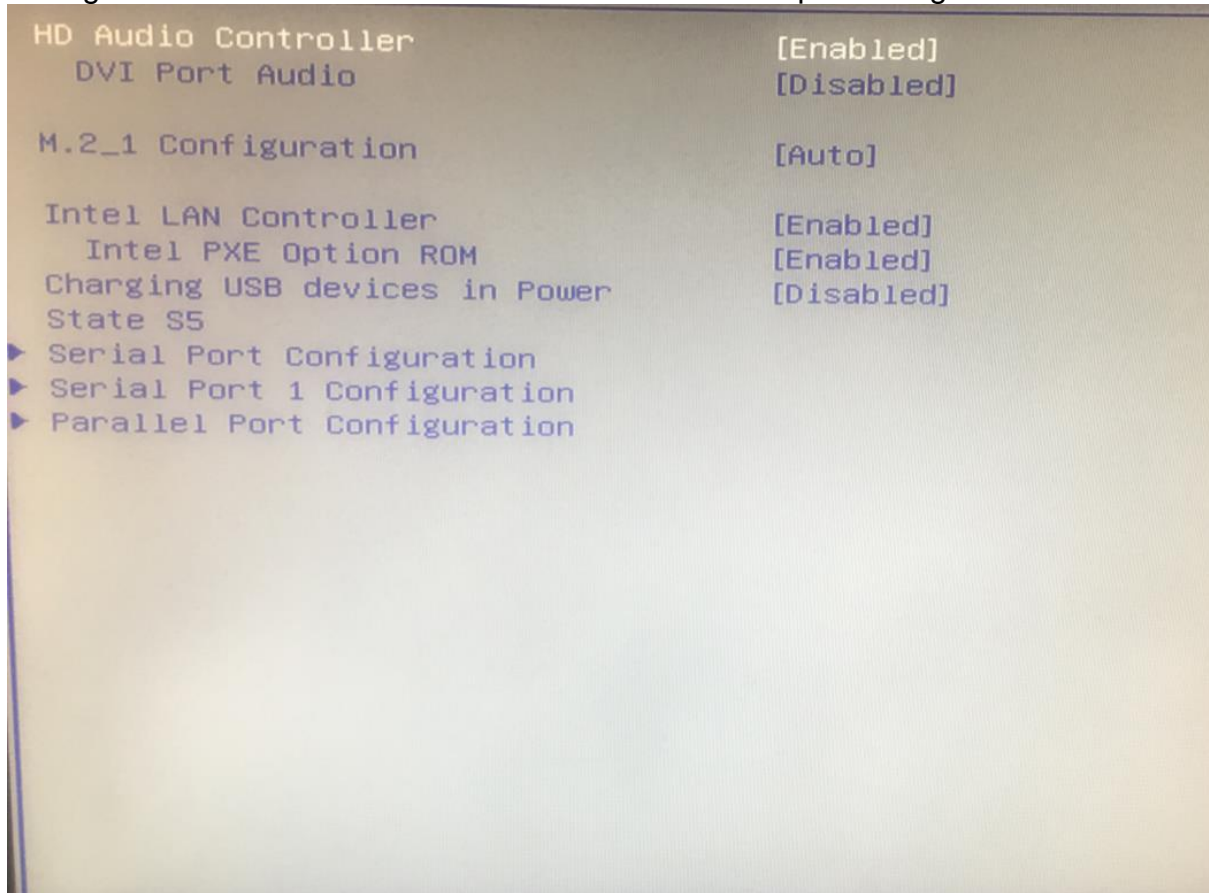 HD Audio Controller [Enabled]
DVI Port Audio [Disabled]
M.2_1 Configuration [Auto]
Intel LAN Controller [Enabled]
Intel PXE Option ROM [Enabled]
Charging USB devices in Power [Disabled]
State S5
Serial Port Configuration
Serial Port 1 Configuration
Parallel Port Configuration